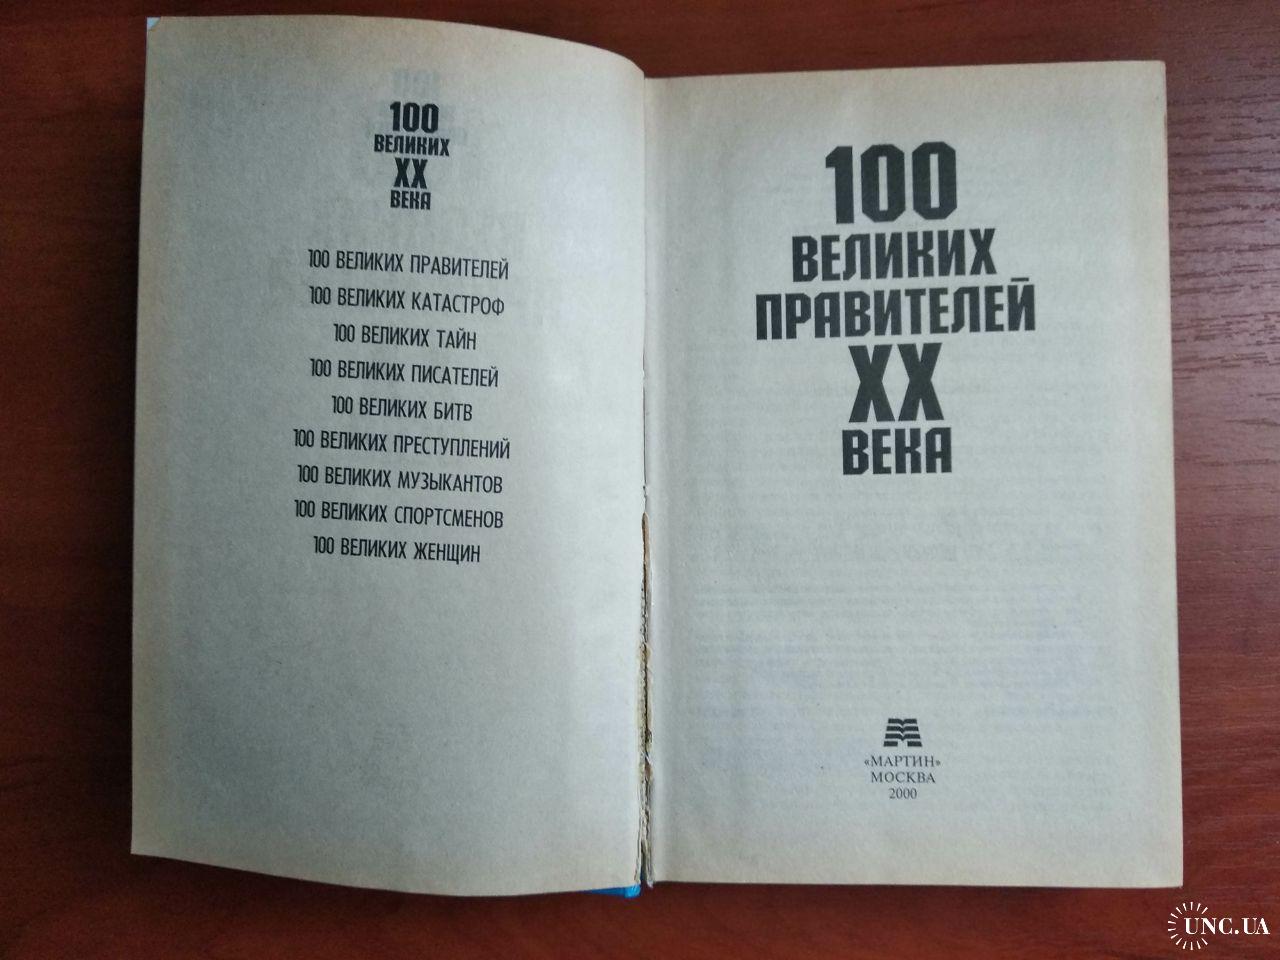 100
ВЕЛИКИХ
XX
ВЕКА
100 ВЕЛИКИХ ПРАВИТЕЛЕЙ
100 ВЕЛИКИХ КАТАСТРОФ
100 ВЕЛИКИХ ТАЙН
100 ВЕЛИКИХ ПИСАТЕЛЕЙ
100 ВЕЛИКИХ БИТВ
100 ВЕЛИКИХ ПРЕСТУПЛЕНИЙ
100 ВЕЛИКИХ МУЗЫКАНТОВ
100 ВЕЛИКИХ СПОРТСМЕНОВ
100 ВЕЛИКИХ ЖЕНЩИН
100
ВЕЛИКИХ
ПРАВИТЕЛЕЙ
XX
ВЕКА
«МАРТИН»
МОСКВА
2000
UNC.UA